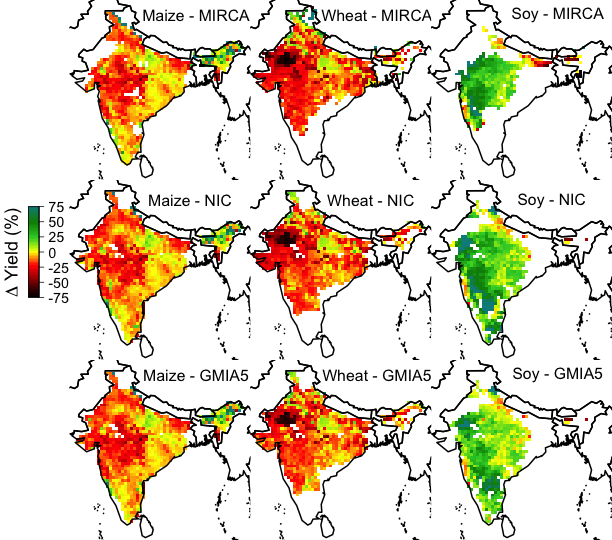 Maize - MIRCA
Wheat - MIRCA
Soy - MIRCA
Maize - NIC
Wheat - NIC
Soy - NIC
Δ Yield (%)
75
50
25
0
-25
-50
-75
Maize - GMIA5
Wheat - GMIA5
Soy - GMIA5